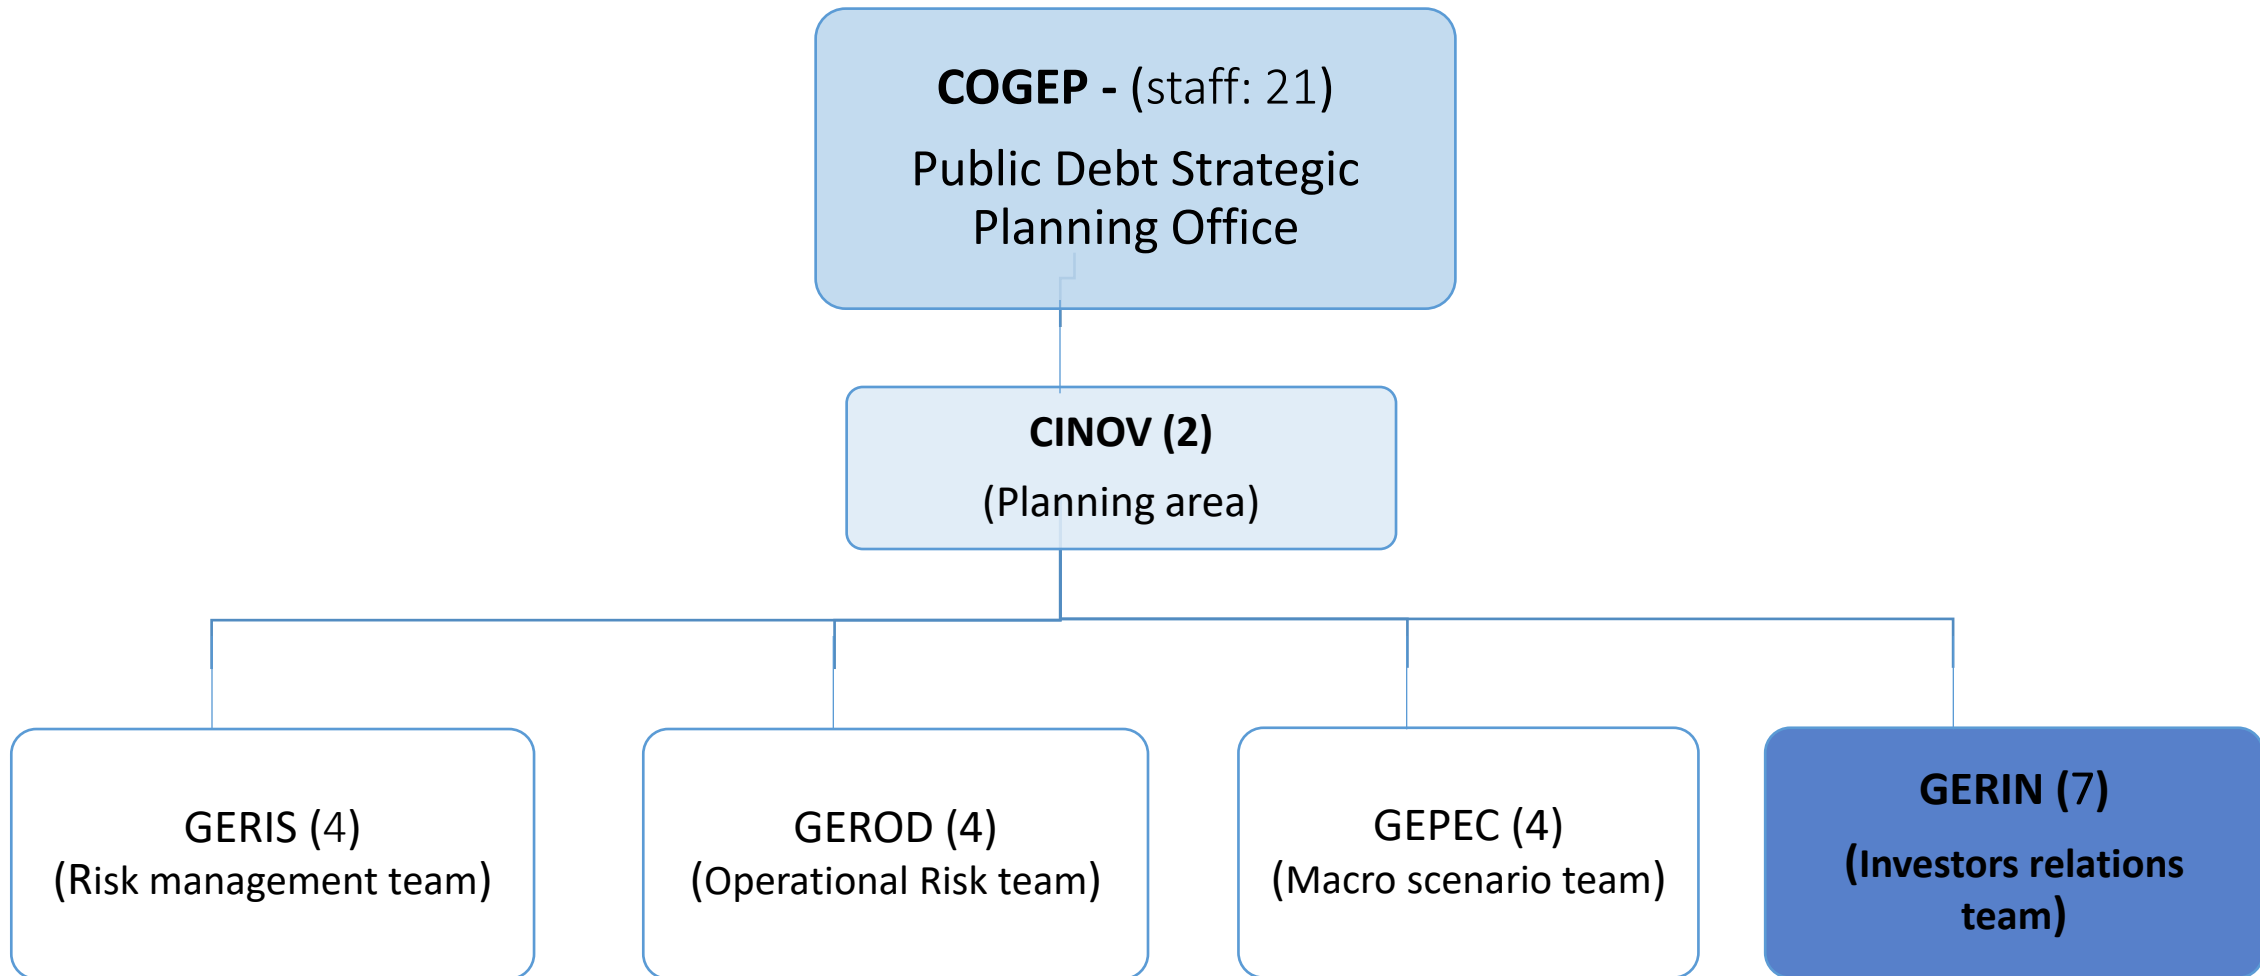 COGEP - (staff: 21)
Public Debt Strategic
Planning Office
CINOV (2)
(Planning area)
GERIS (4)
(Risk management team)
GEROD (4)
(Operational Risk team)
GEPEC (4)
(Macro scenario team)
GERIN (7)
(Investors relations
team)